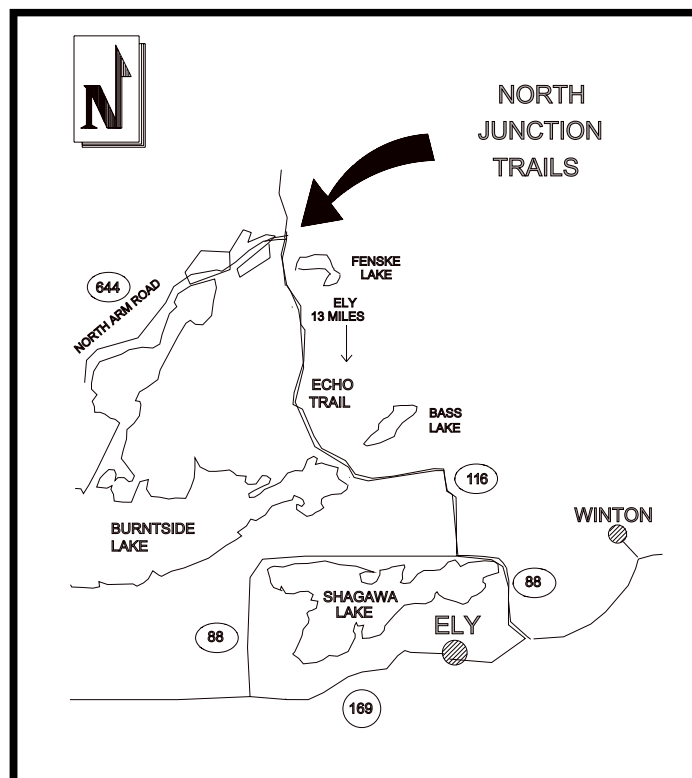 N
NORTH
JUNCTION
TRAILS
FENSKE
LAKE
644
NORTH ARM ROAD
ELY
13 MILES
ECHO
TRAIL
BASS
LAKE
116
WINTON
BURNTSIDE
LAKE
88
SHAGAWA
LAKE
ELY
88
169